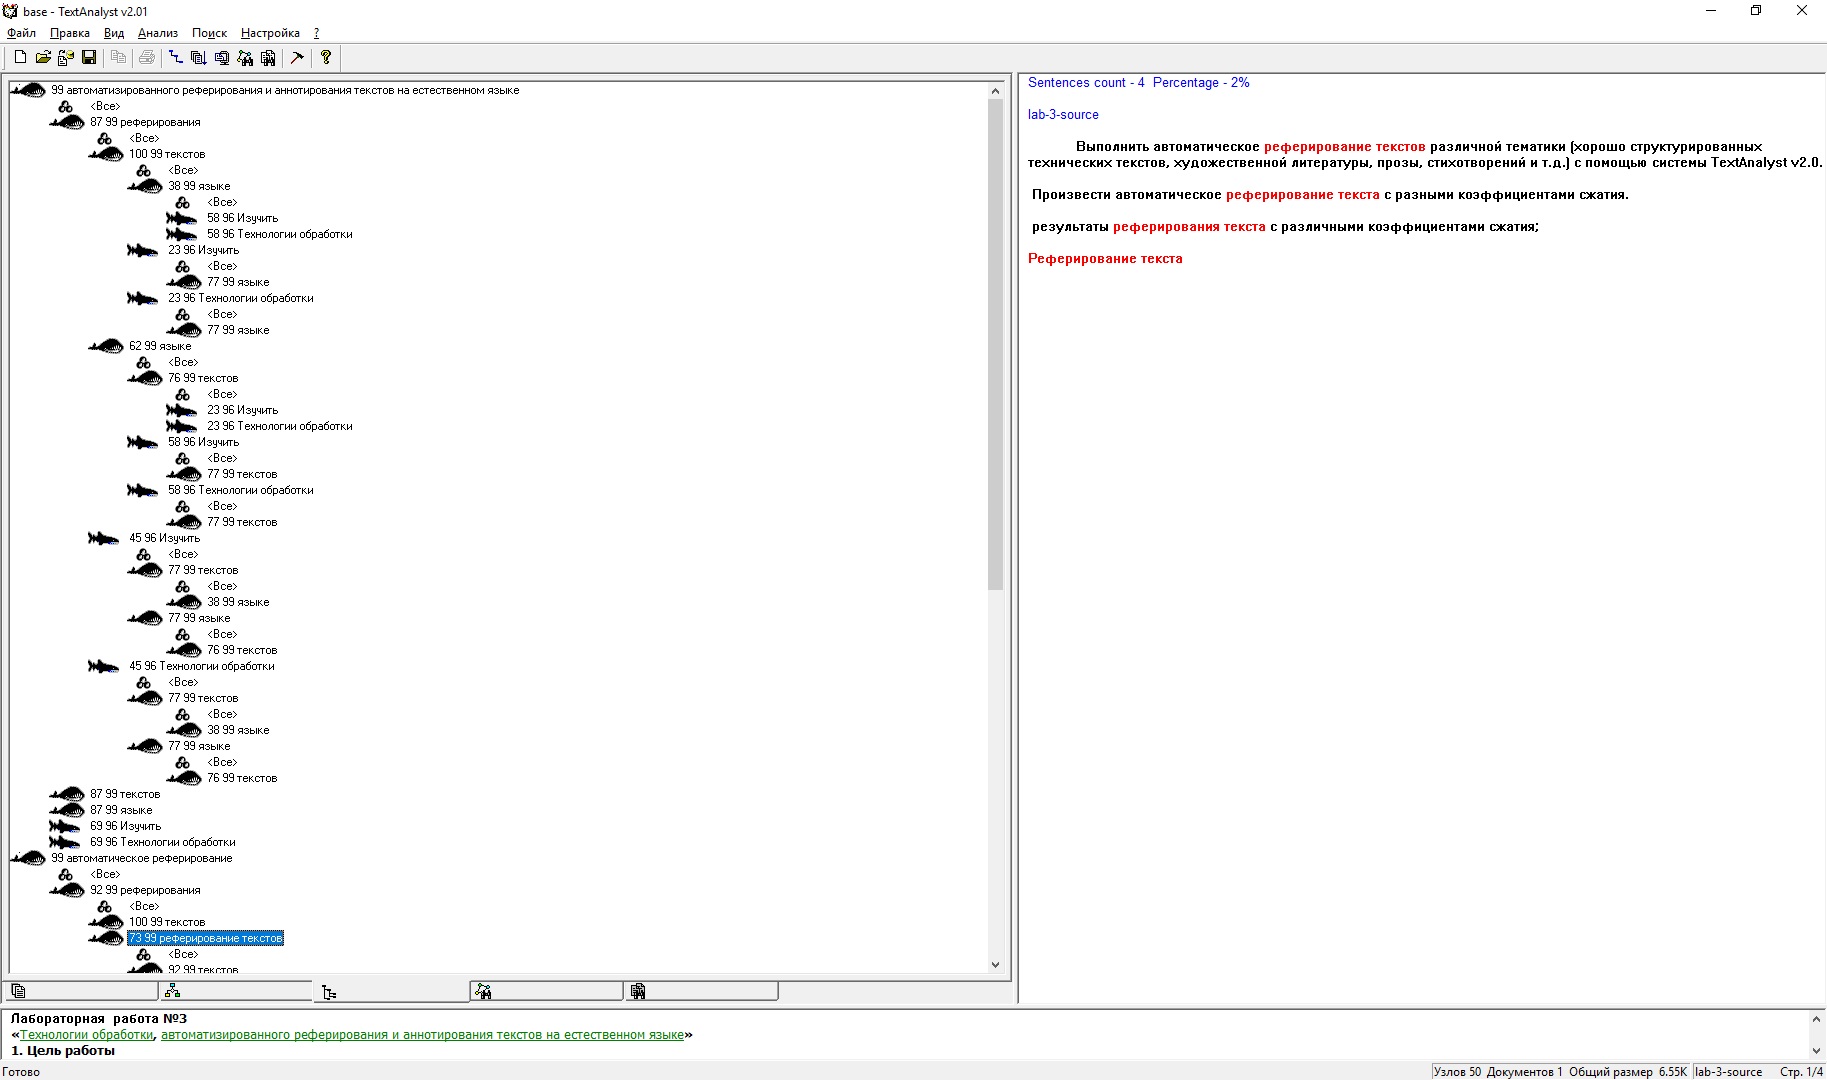 base - TextAnalyst v2.01
Файл Правка Вид Анализ Поиск Настройка ?
99 автоматизированного реферирования и аннотирования текстов на естественном языке
<Все>
87 99 реферирования
<Все>
100 99 текстов
<Все>
38 99 языке
<Все>
58 96 Изучить
58 96 Технологии обработки
23 96 Изучить
<Все>
77 99 языке
23 96 Технологии обработки
<Все>
77 99 языке
62 99 языке
<Все>
76 99 текстов
<Все>
23 96 Изучить
23 96 Технологии обработки
58 96 Изучить
<Все>
77 99 текстов
58 96 Технологии обработки
<Все>
77 99 текстов
45 96 Изучить
<Все>
77 99 текстов
<Все>
38 99 языке
77 99 языке
<Все>
76 99 текстов
45 96 Технологии обработки
<Все>
77 99 текстов
<Все>
38 99 языке
77 99 языке
<Все>
76 99 текстов
87 99 текстов
87 99 языке
69 96 Изучить
69 96 Технологии обработки
99 автоматическое реферирование
<Все>
92 99 реферирования
<Все>
100 99 текстов
73 99 реферирование текстов
<Все>
92 99 текстов
Sentences count - 4 Percentage - 2%
lab-3-source
Выполнить автоматическое реферирование текстов различной тематики (хорошо структурированных
технических текстов, художественной литературы, прозы, стихотворений и т.д.) с помощью системы TextAnalyst v2.0.
Произвести автоматическое реферирование текста с разными коэффициентами сжатия.
результаты реферирования текста с различными коэффициентами сжатия;
Реферирование текста
Лабораторная работа №3
«Технологии обработки, автоматизированного реферирования и аннотирования текстов на естественном языке»
1. Цель работы
Готово
Узлов 50 Документов 1 Общий размер 6.55K lab-3-source Стр. 1/4